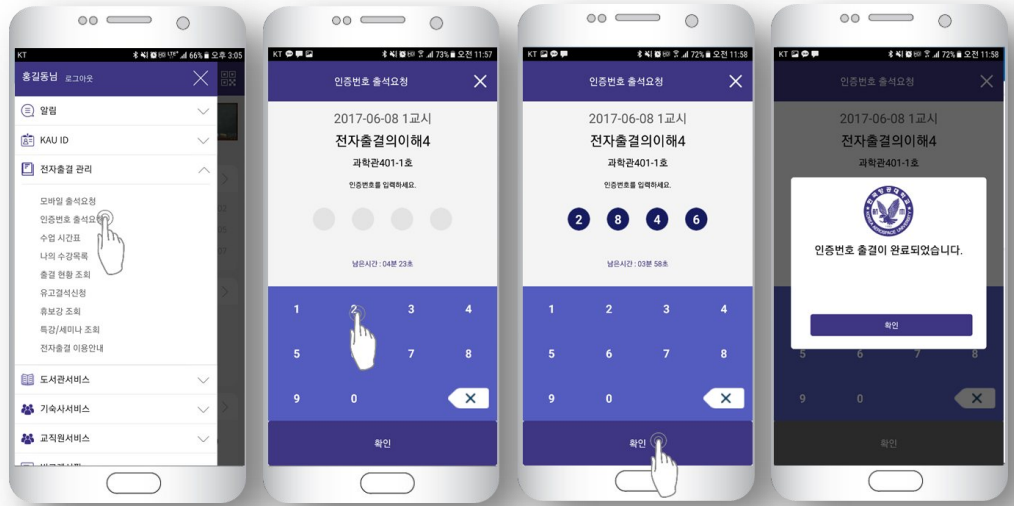 KT
66%
오후 3:05
홍길동님 로그아웃
알림
KAU ID
전자출결 관리
모바일 출석요청
인증번호 출석요청
수업 시간표
나의 수강목록
출결 현황 조회
유고결석신청
휴보강 조회
특강/세미나 조회
전자출결 이용안내
도서관서비스
기숙사서비스
교직원서비스
KT
73%
오전 11:57
인증번호 출석요청
2017-06-08 1교시
전자출결의이해4
과학관401-1호
인증번호를 입력하세요.
남은시간 : 04분 23초
1 2 3 4
5 7 8
9 0
확인
KT
72%
오전 11:58
인증번호 출석요청
2017-06-08 1교시
전자출결의이해4
과학관401-1호
인증번호를 입력하세요.
2 8 4 6
남은시간 : 03분 58초
1 2 3 4
5 6 7 8
9 0
확인
KT
72%
오전 11:58
인증번호 출석요청
2017-06-08 1교시
전자출결의이해4
과학관401-1호
인증번호 출결이 완료되었습니다.
확인
5 6 7 8
9 0
확인